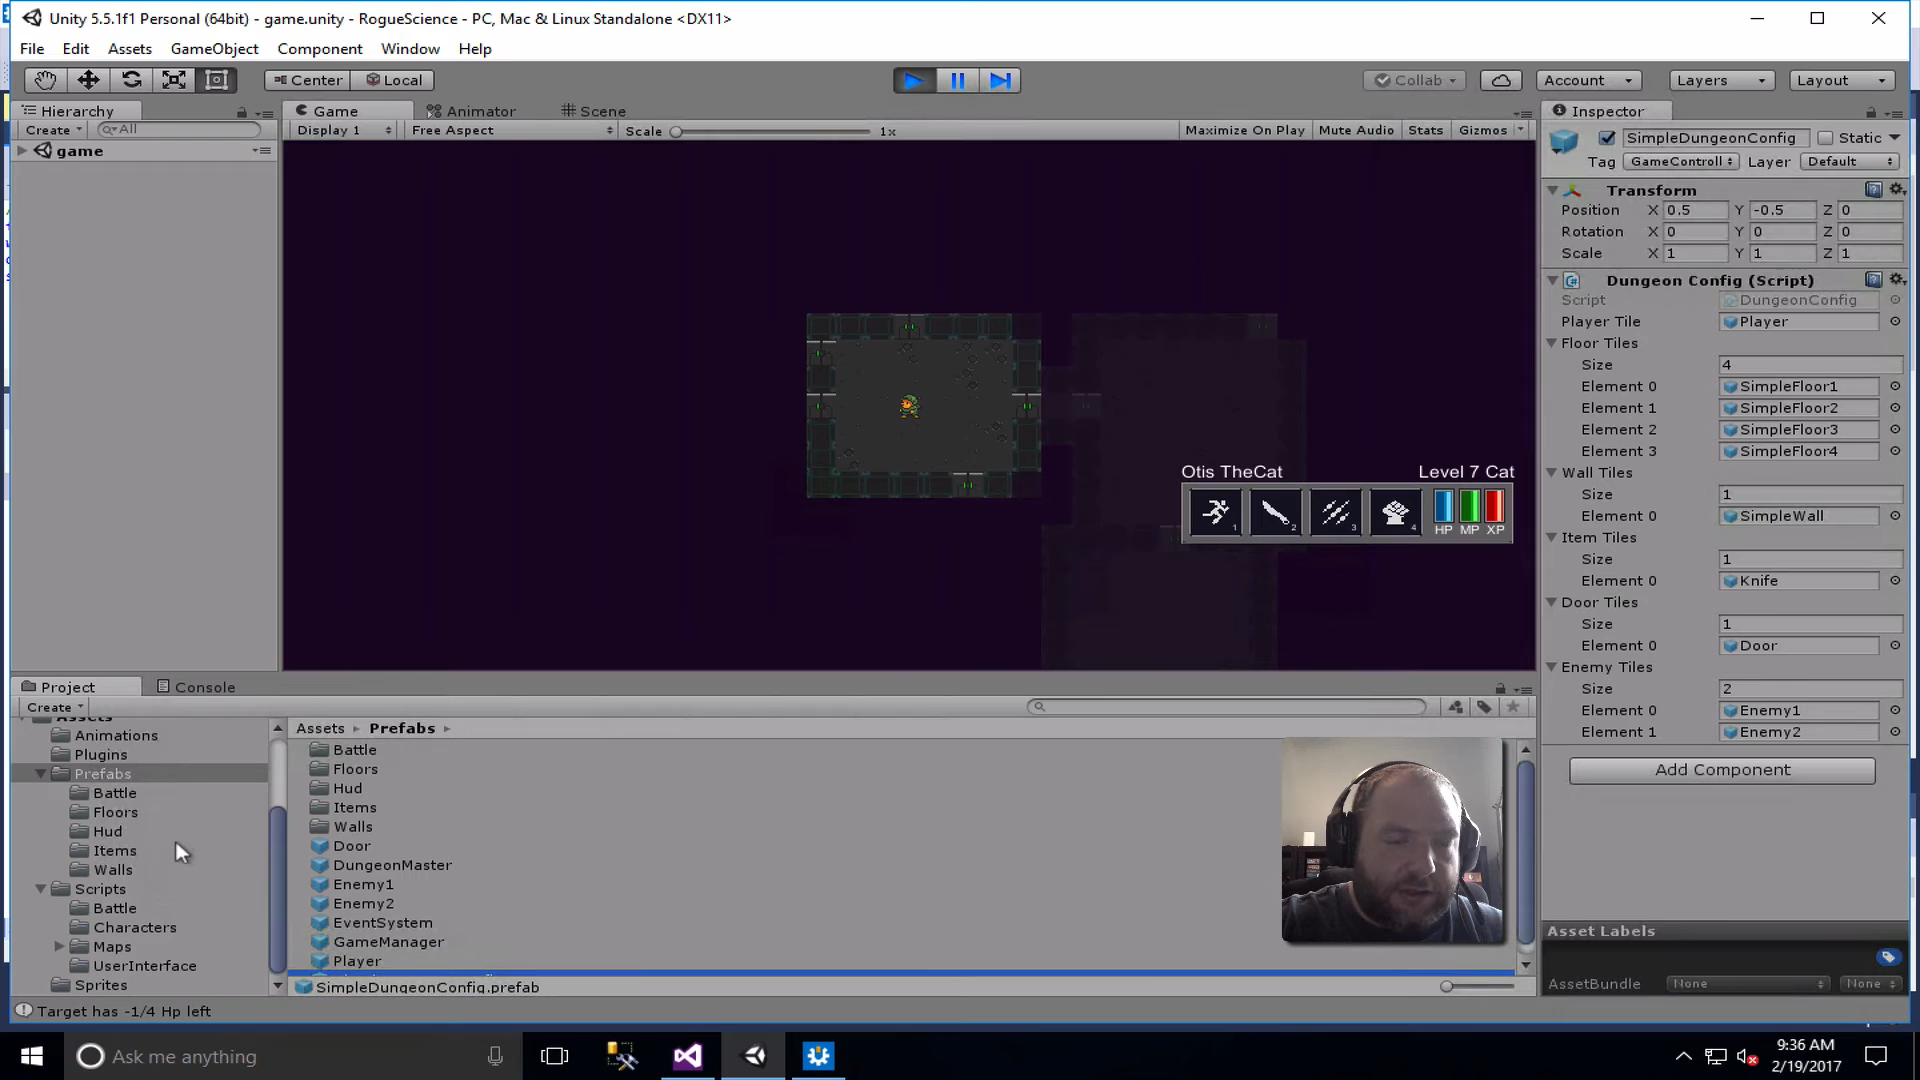 Unity 5.5.1f1 Personal (64bit) - game.unity - RogueScience - PC, Mac & Linux Standalone <DX11>
File Edit Assets GameObject Component Window Help
Center Local Collab Account Layers Layout
Hierarchy Game Animator Scene Inspector
Create All Display 1 Free Aspect Scale 1x Maximize On Play Mute Audio Stats Gizmos
game
SimpleDungeonConfig Static
Tag GameControll Layer Default
Transform
Position X 0.5 Y -0.5 Z 0
Rotation X 0 Y 0 Z 0
Scale X 1 Y 1 Z 1
Dungeon Config (Script)
Script DungeonConfig
Player Tile Player
Floor Tiles
Size 4
Element 0 SimpleFloor1
Element 1 SimpleFloor2
Element 2 SimpleFloor3
Element 3 SimpleFloor4
Wall Tiles
Size 1
Element 0 SimpleWall
Item Tiles
Size 1
Element 0 Knife
Door Tiles
Size 1
Element 0 Door
Enemy Tiles
Size 2
Element 0 Enemy1
Element 1 Enemy2
Add Component
Otis TheCat Level 7 Cat
1 2 3 4 HP MP XP
Project Console
Create
Assets
Animations
Plugins
Prefabs
Battle
Floors
Hud
Items
Walls
Scripts
Battle
Characters
Maps
UserInterface
Sprites
Assets Prefabs
Battle
Floors
Hud
Items
Walls
Door
DungeonMaster
Enemy1
Enemy2
EventSystem
GameManager
Player
SimpleDungeonConfig.prefab
Asset Labels
AssetBundle None None
Target has -1/4 Hp left
Ask me anything
9:36 AM
2/19/2017